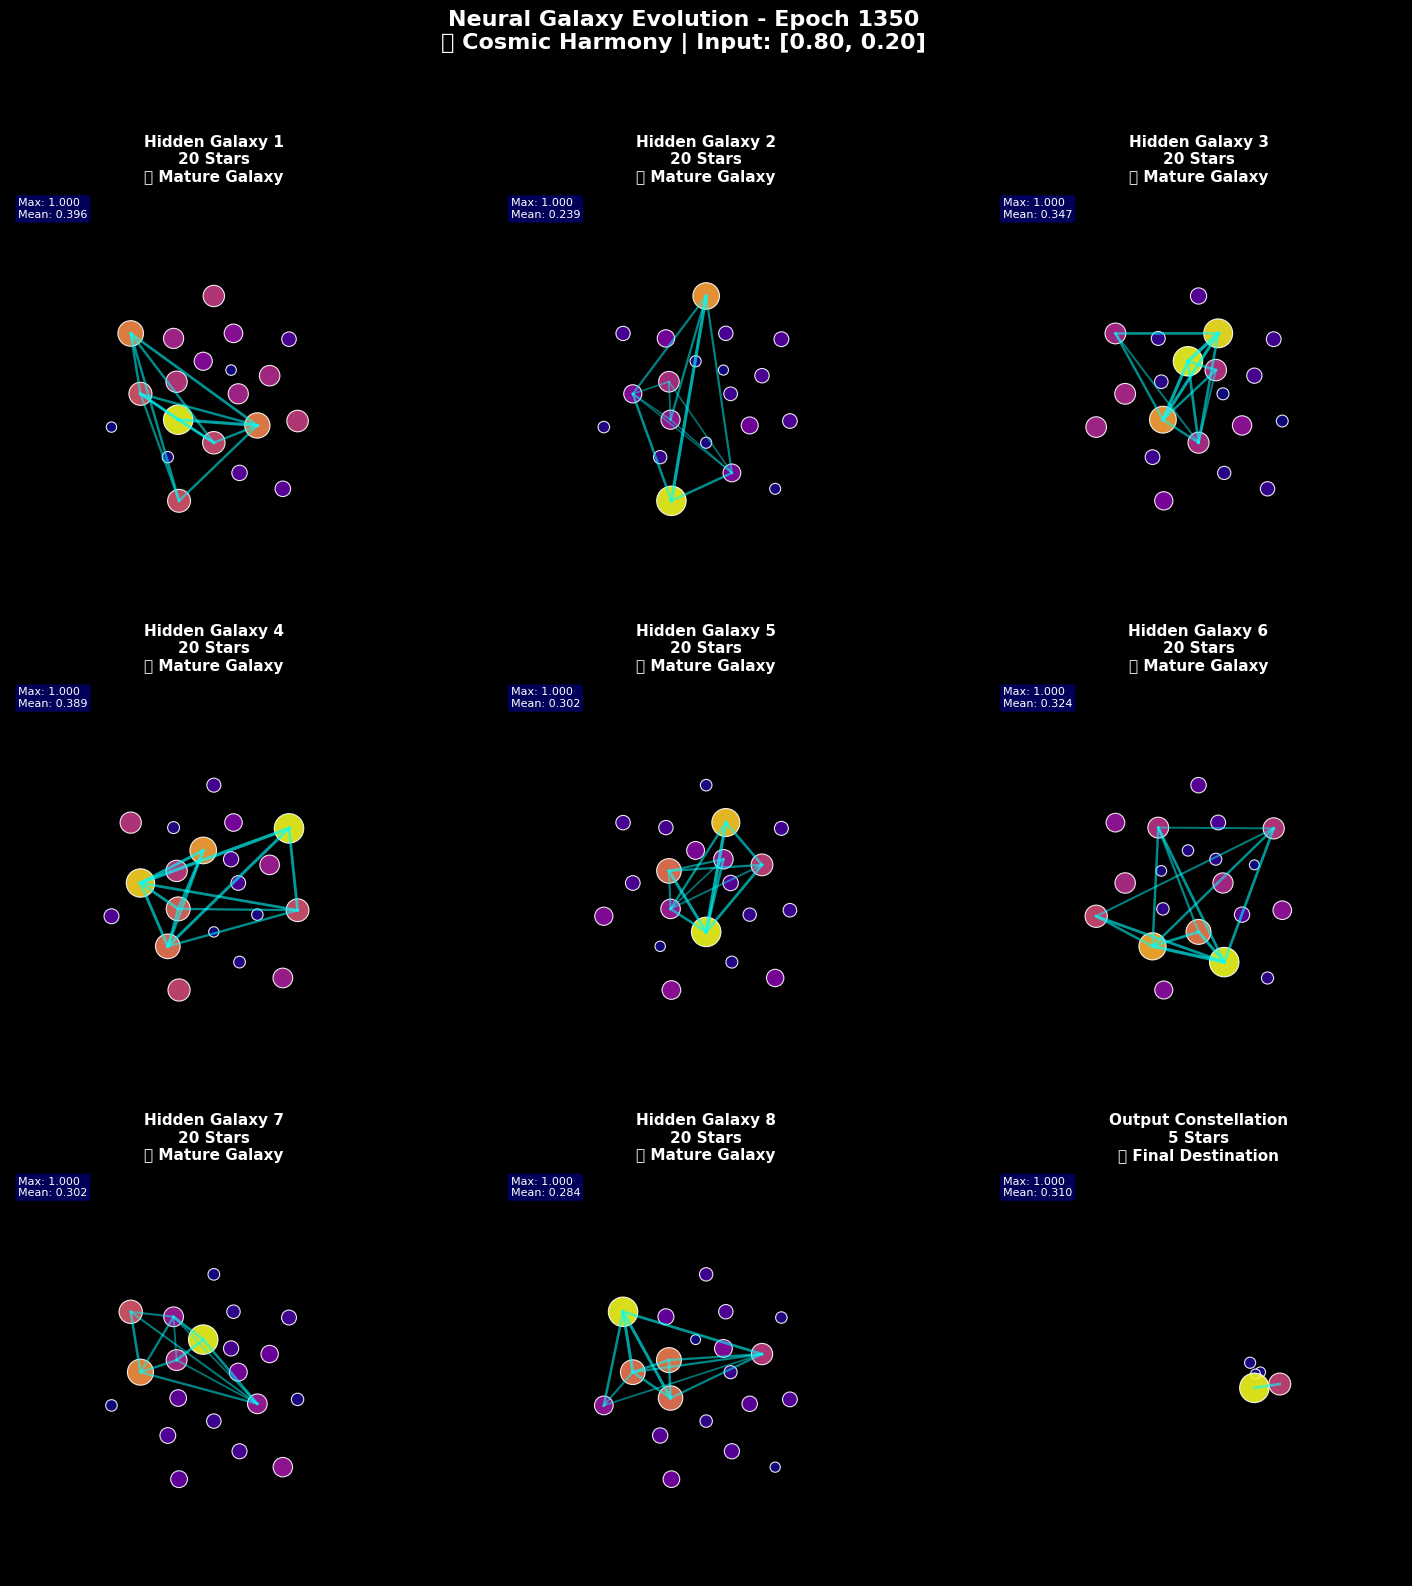 Neural Galaxy Evolution - Epoch 1350
▯ Cosmic Harmony | Input: [0.80, 0.20]
Hidden Galaxy 1
20 Stars
▯ Mature Galaxy
Max: 1.000
Mean: 0.396
Hidden Galaxy 2
20 Stars
▯ Mature Galaxy
Max: 1.000
Mean: 0.239
Hidden Galaxy 3
20 Stars
▯ Mature Galaxy
Max: 1.000
Mean: 0.347
Hidden Galaxy 4
20 Stars
▯ Mature Galaxy
Max: 1.000
Mean: 0.389
Hidden Galaxy 5
20 Stars
▯ Mature Galaxy
Max: 1.000
Mean: 0.302
Hidden Galaxy 6
20 Stars
▯ Mature Galaxy
Max: 1.000
Mean: 0.324
Hidden Galaxy 7
20 Stars
▯ Mature Galaxy
Max: 1.000
Mean: 0.302
Hidden Galaxy 8
20 Stars
▯ Mature Galaxy
Max: 1.000
Mean: 0.284
Output Constellation
5 Stars
▯ Final Destination
Max: 1.000
Mean: 0.310